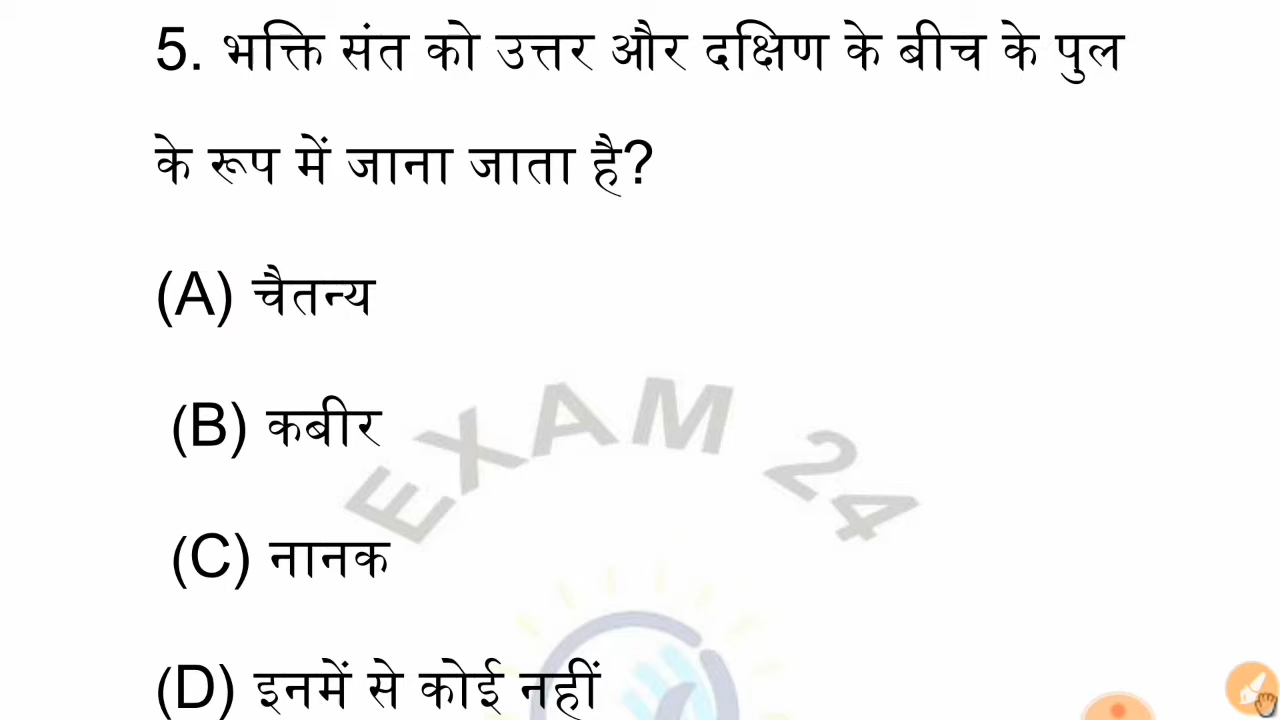 5. भक्ति संत को उत्तर और दक्षिण के बीच के पुल
के रूप में जाना जाता है?
(A) चैतन्य
(B) कबीर
EXAM 24
(C) नानक
(D) इनमें से कोई नहीं